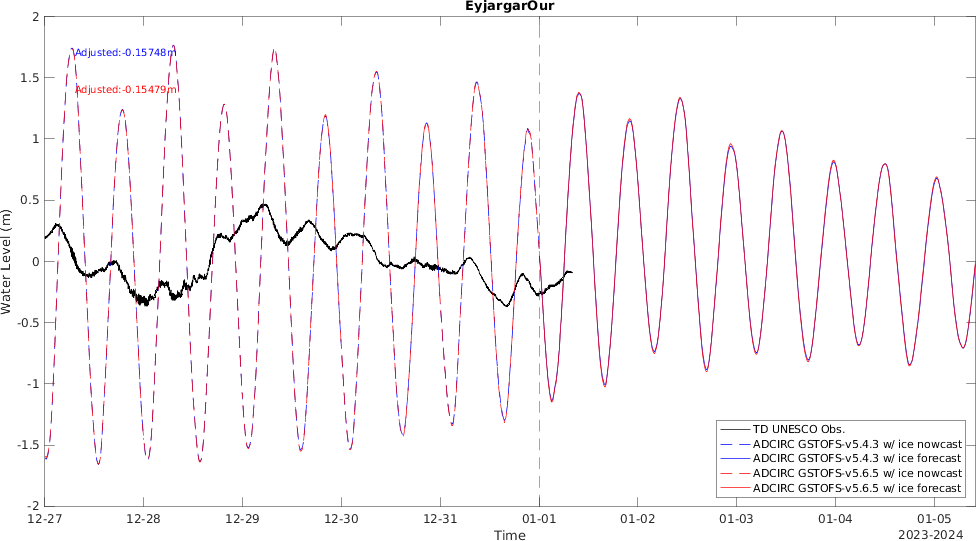 EyjargarOur
2
1.5
1
0.5
0
-0.5
-1
-1.5
-2
Water Level (m)
Adjusted:-0.15748m
Adjusted:-0.15479m
TD UNESCO Obs.
ADCIRC GSTOFS-v5.4.3 w/ ice nowcast
ADCIRC GSTOFS-v5.4.3 w/ ice forecast
ADCIRC GSTOFS-v5.6.5 w/ ice nowcast
ADCIRC GSTOFS-v5.6.5 w/ ice forecast
12-27 12-28 12-29 12-30 12-31 01-01 01-02 01-03 01-04 01-05
Time
2023-2024